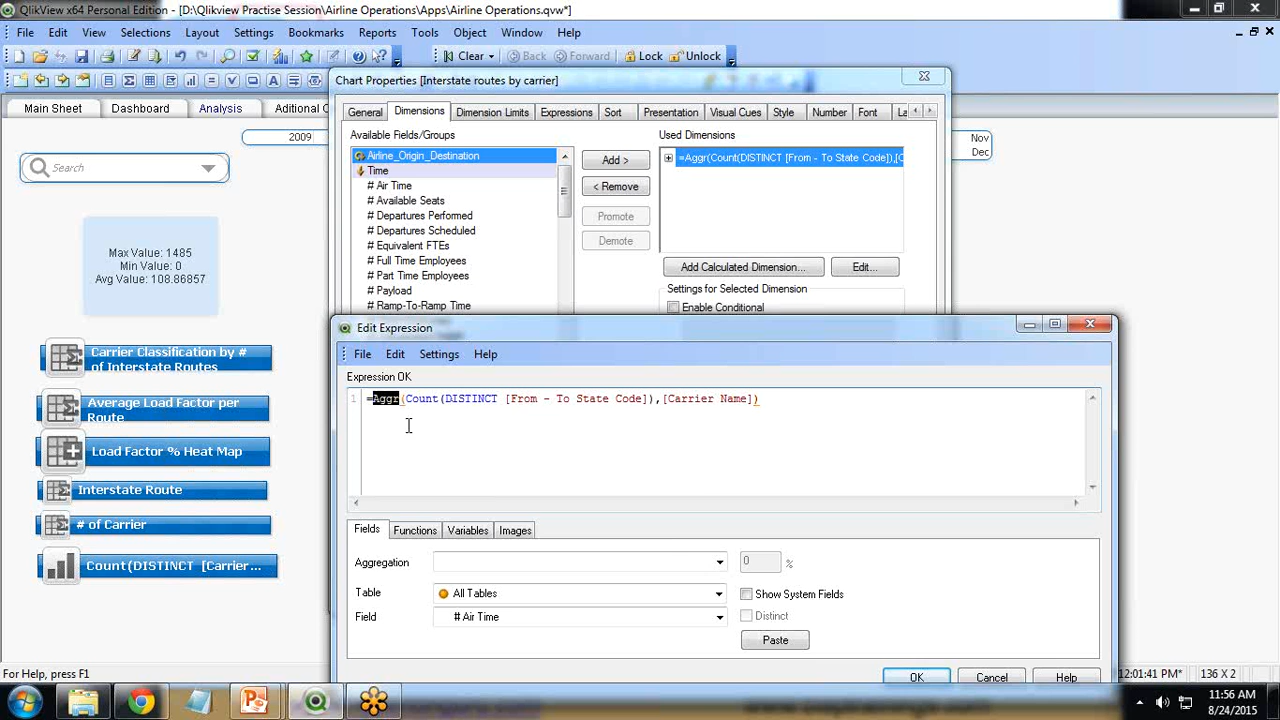 QlikView x64 Personal Edition - [D:\Qlikview Practise Session\Airline Operations\Apps\Airline Operations.qvw*]
File Edit View Selections Layout Settings Bookmarks Reports Tools Object Window Help
Clear Back Forward Lock Unlock
Main Sheet Dashboard Analysis
2009
Nov
Dec
Search
Max Value: 1485
Min Value: 0
Avg Value: 108.86857
Carrier Classification by #
of Interstate Routes
Average Load Factor per
Route
Load Factor % Heat Map
Interstate Route
# of Carrier
Count(DISTINCT [Carrier...
Chart Properties [Interstate routes by carrier]
General Dimensions Dimension Limits Expressions Sort Presentation Visual Cues Style Number Font
Available Fields/Groups
Airline_Origin_Destination
Time
# Air Time
# Available Seats
# Departures Performed
# Departures Scheduled
# Equivalent FTEs
# Full Time Employees
# Part Time Employees
# Payload
# Ramp-To-Ramp Time
Add >
< Remove
Promote
Demote
Used Dimensions
=Aggr(Count(DISTINCT [From - To State Code]),[C
Add Calculated Dimension... Edit...
Settings for Selected Dimension
Enable Conditional
Edit Expression
File Edit Settings Help
Expression OK
1 =Aggr(Count(DISTINCT [From - To State Code]),[Carrier Name])
Fields Functions Variables Images
Aggregation 0 %
Table All Tables Show System Fields
Field # Air Time Distinct
Paste
OK Cancel Help
For Help, press F1
12:01:41 PM* 136 X 2
11:56 AM
8/24/2015